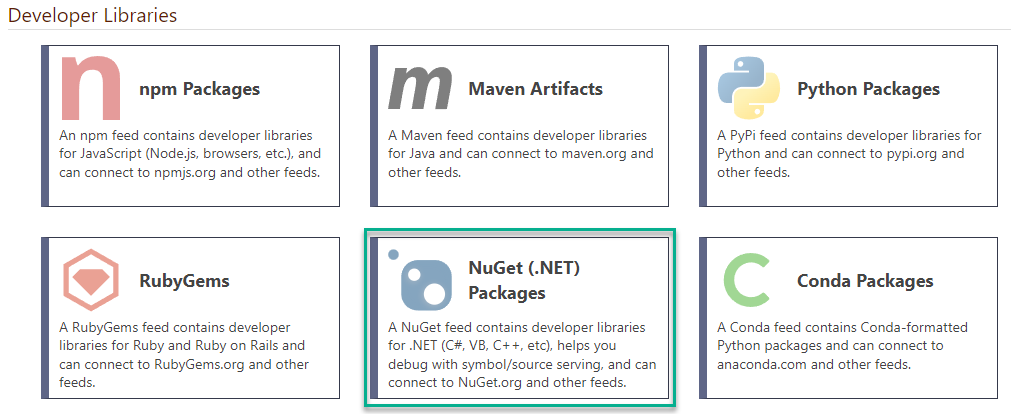 Developer Libraries
npm Packages
An npm feed contains developer libraries
for JavaScript (Node.js, browsers, etc.), and
can connect to npmjs.org and other feeds.
Maven Artifacts
A Maven feed contains developer libraries
for Java and can connect to maven.org and
other feeds.
Python Packages
A PyPi feed contains developer libraries for
Python and can connect to pypi.org and
other feeds.
RubyGems
A RubyGems feed contains developer
libraries for Ruby and Ruby on Rails and
can connect to RubyGems.org and other
feeds.
NuGet (.NET)
Packages
A NuGet feed contains developer libraries
for .NET (C#, VB, C++, etc), helps you
debug with symbol/source serving, and can
connect to NuGet.org and other feeds.
Conda Packages
A Conda feed contains Conda-formatted
Python packages and can connect to
anaconda.com and other feeds.